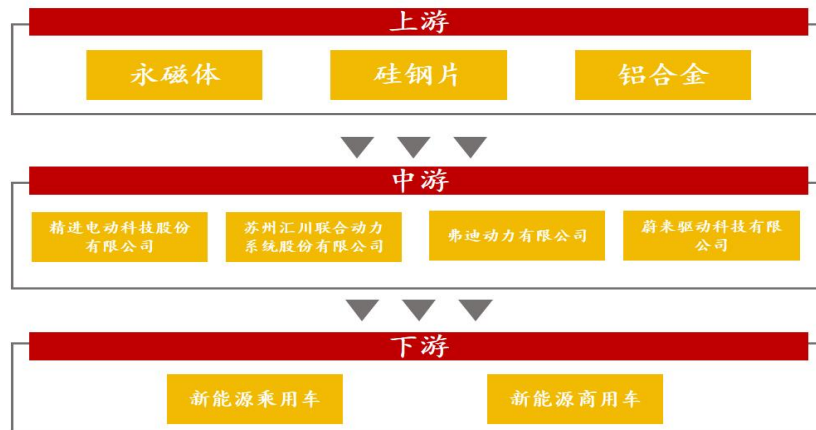 上游
永磁体
硅钢片
铝合金
中游
精进电动科技股份
有限公司
苏州汇川联合动力
系统股份有限公司
弗迪动力有限公司
蔚来驱动科技有限
公司
下游
新能源乘用车
新能源商用车